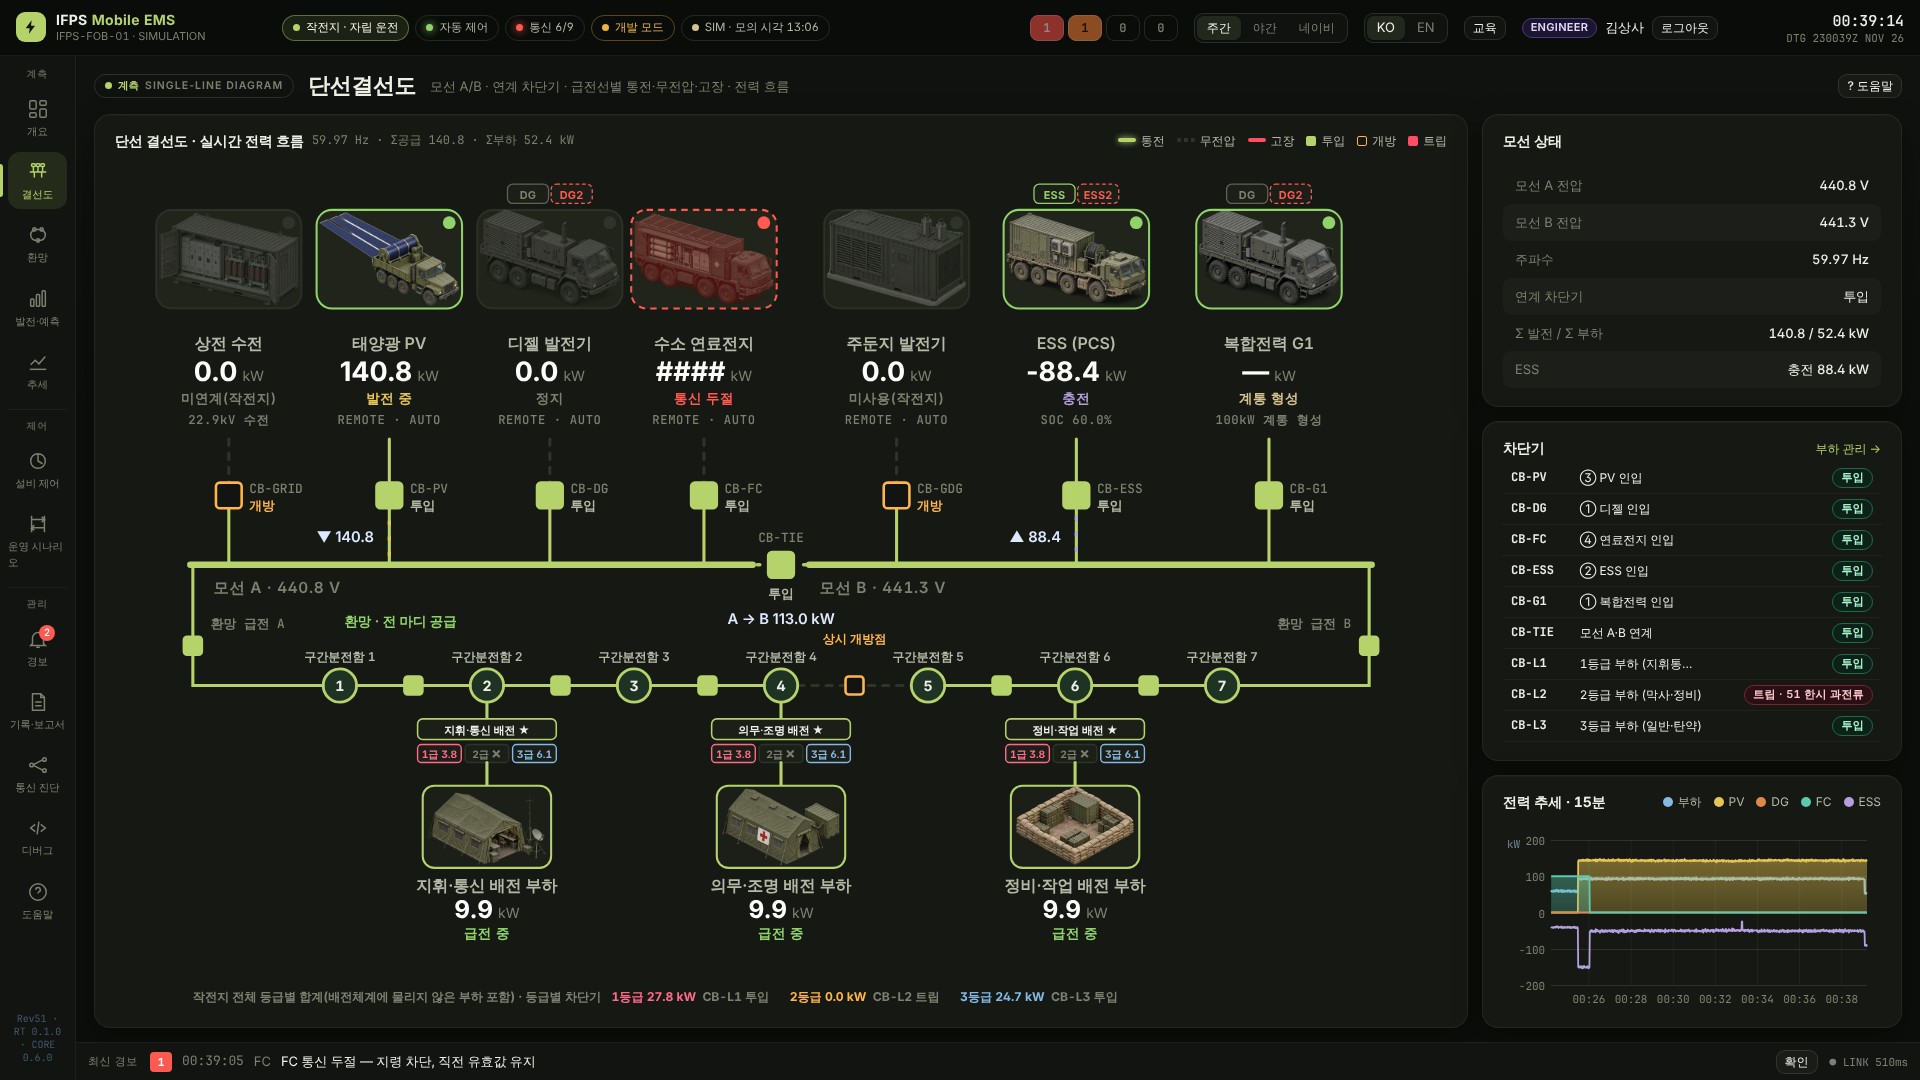 IFPS Mobile EMS
IFPS-FOB-01 · SIMULATION
작전지 · 자립 운전
자동 제어
통신 6/9
개발 모드
SIM · 모의 시각 13:06
1 1 0 0
주간 야간 네이비
KO EN
교육
ENGINEER 김상사 로그아웃
00:39:14
DTG 230039Z NOV 26
계측
개요
결선도
환망
발전·예측
추세
제어
설비 제어
운영 시나리오
관리
2
경보
기록·보고서
통신 진단
디버그
도움말
Rev51 ·
RT 0.1.0
· CORE
0.6.0
계측 SINGLE-LINE DIAGRAM
단선결선도
모선 A/B · 연계 차단기 · 급전선별 통전·무전압·고장 · 전력 흐름
? 도움말
단선 결선도 · 실시간 전력 흐름 59.97 Hz · Σ공급 140.8 · Σ부하 52.4 kW
통전 무전압 고장 투입 개방 트립
DG DG2
ESS ESS2
DG DG2
상전 수전
0.0 kW
미연계(작전지)
22.9kV 수전
태양광 PV
140.8 kW
발전 중
REMOTE · AUTO
디젤 발전기
0.0 kW
정지
REMOTE · AUTO
수소 연료전지
#### kW
통신 두절
REMOTE · AUTO
주둔지 발전기
0.0 kW
미사용(작전지)
REMOTE · AUTO
ESS (PCS)
-88.4 kW
충전
SOC 60.0%
복합전력 G1
— kW
계통 형성
100kW 계통 형성
CB-GRID
개방
CB-PV
투입
CB-DG
투입
CB-FC
투입
CB-GDG
개방
CB-ESS
투입
CB-G1
투입
▼ 140.8
▲ 88.4
CB-TIE
투입
모선 A · 440.8 V
모선 B · 441.3 V
환망 급전 A
환망 · 전 마디 공급
A → B 113.0 kW
상시 개방점
환망 급전 B
구간분전함 1
구간분전함 2
구간분전함 3
구간분전함 4
구간분전함 5
구간분전함 6
구간분전함 7
1 2 3 4 5 6 7
지휘·통신 배전 ★
1급 3.8 2급 ✕ 3급 6.1
의무·조명 배전 ★
1급 3.8 2급 ✕ 3급 6.1
정비·작업 배전 ★
1급 3.8 2급 ✕ 3급 6.1
지휘·통신 배전 부하
9.9 kW
급전 중
의무·조명 배전 부하
9.9 kW
급전 중
정비·작업 배전 부하
9.9 kW
급전 중
작전지 전체 등급별 합계(배전체계에 물리지 않은 부하 포함) · 등급별 차단기 1등급 27.8 kW CB-L1 투입 2등급 0.0 kW CB-L2 트립 3등급 24.7 kW CB-L3 투입
모선 상태
모선 A 전압 440.8 V
모선 B 전압 441.3 V
주파수 59.97 Hz
연계 차단기 투입
Σ 발전 / Σ 부하 140.8 / 52.4 kW
ESS 충전 88.4 kW
차단기 부하 관리 →
CB-PV ③ PV 인입 투입
CB-DG ① 디젤 인입 투입
CB-FC ④ 연료전지 인입 투입
CB-ESS ② ESS 인입 투입
CB-G1 ① 복합전력 인입 투입
CB-TIE 모선 A·B 연계 투입
CB-L1 1등급 부하 (지휘통... 투입
CB-L2 2등급 부하 (막사·정비) 트립 · 51 한시 과전류
CB-L3 3등급 부하 (일반·탄약) 투입
전력 추세 · 15분 부하 PV DG FC ESS
kW 200
100
0
-100
-200
00:26 00:28 00:30 00:32 00:34 00:36 00:38
최신 경보 1 00:39:05 FC FC 통신 두절 — 지령 차단, 직전 유효값 유지
확인 LINK 510ms